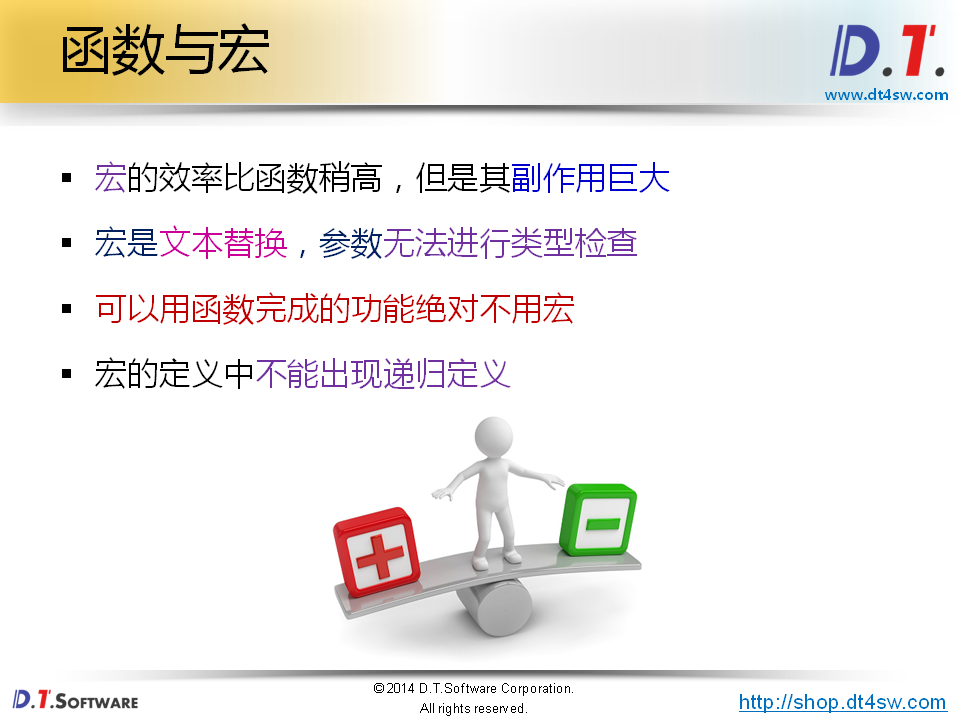 函数与宏
D.T.
www.dt4sw.com
▪ 宏的效率比函数稍高，但是其副作用巨大
▪ 宏是文本替换，参数无法进行类型检查
▪ 可以用函数完成的功能绝对不用宏
▪ 宏的定义中不能出现递归定义
D.T.SOFTWARE
©2014 D.T.Software Corporation.
All rights reserved.
http://shop.dt4sw.com